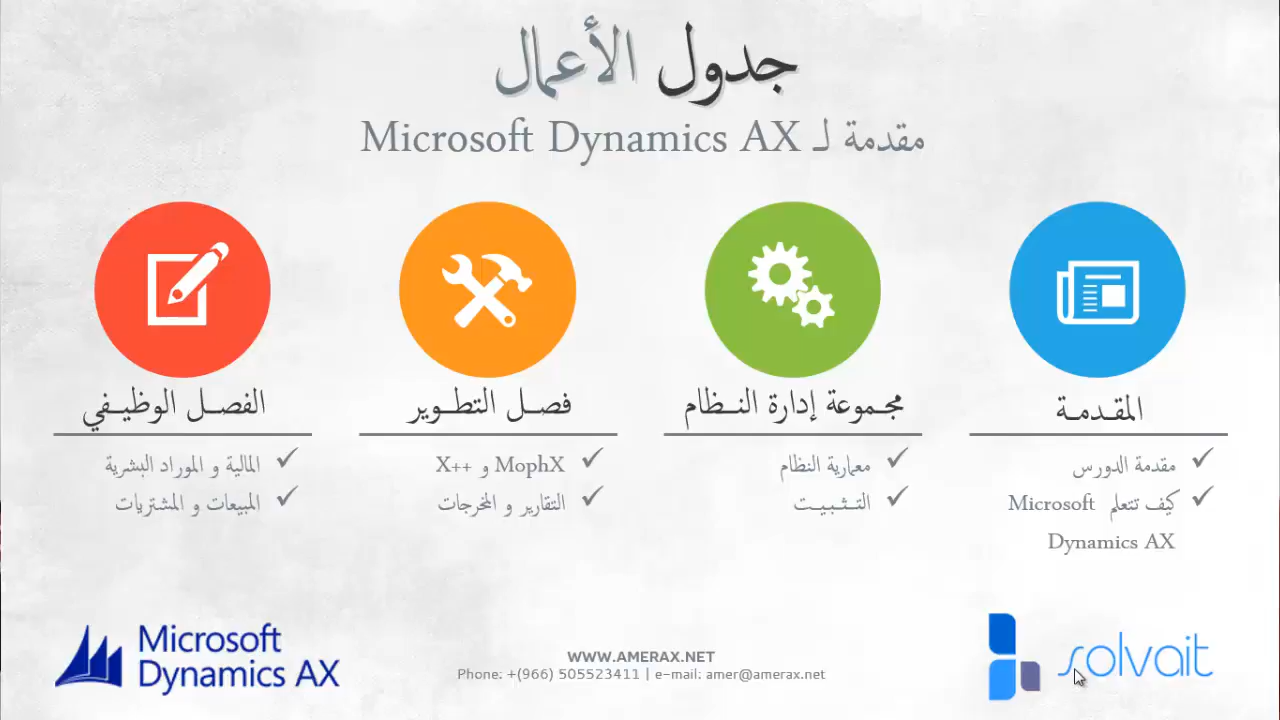 جدول الأعمال
مقدمة لـ Microsoft Dynamics AX
المقدمة
مقدمة الدورس
كيف تتعلم Microsoft
Dynamics AX
مجموعة إدارة النظام
معمارية النظام
التثبيت
فصل التطوير
MophX و X++
التقارير و المخرجات
الفصل الوظيفي
المالية و الموراد البشرية
المبيعات و المشتريات
Microsoft
Dynamics AX
WWW.AMERAX.NET
Phone: +(966) 505523411 | e-mail: amer@amerax.net
solvait